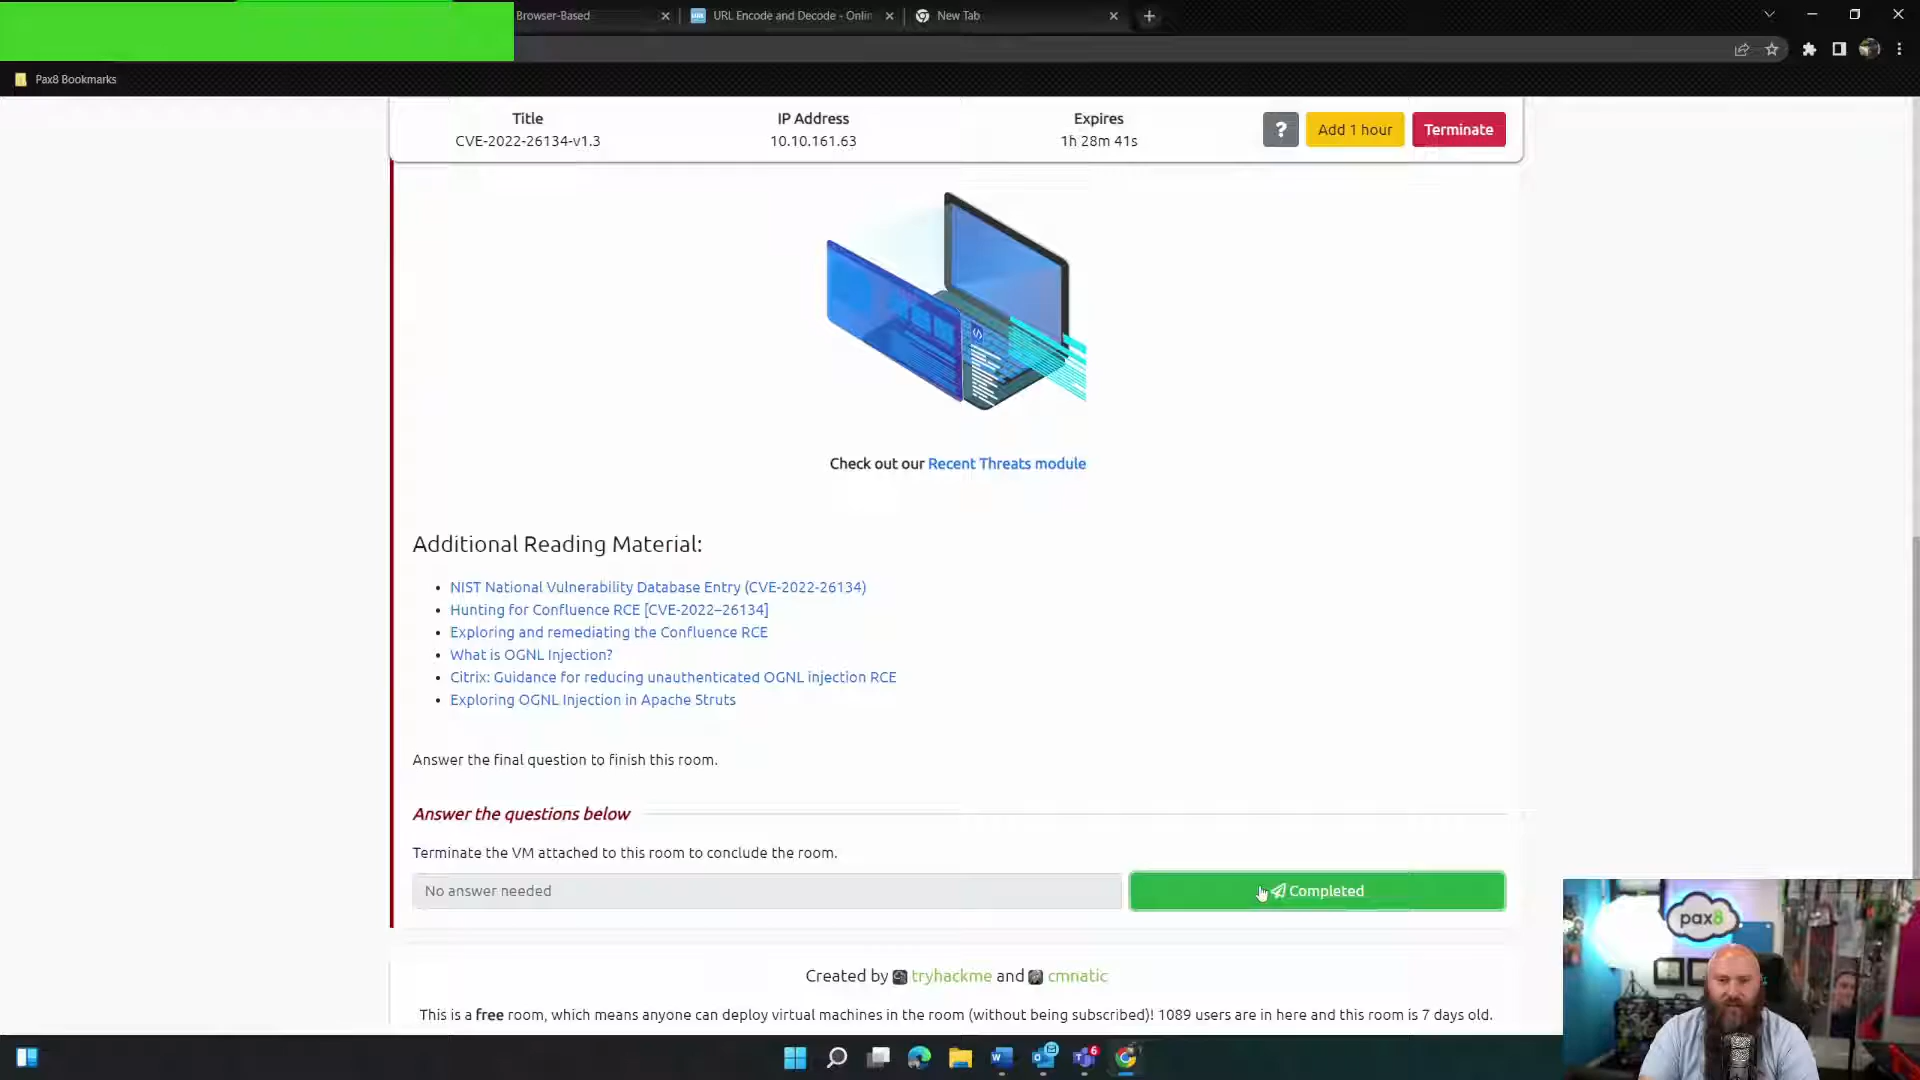 Browser-Based
URL Encode and Decode - Onlin
New Tab
Pax8 Bookmarks
Title
CVE-2022-26134-v1.3
IP Address
10.10.161.63
Expires
1h 28m 41s
?
Add 1 hour
Terminate
Check out our Recent Threats module
Additional Reading Material:
NIST National Vulnerability Database Entry (CVE-2022-26134)
Hunting for Confluence RCE [CVE-2022–26134]
Exploring and remediating the Confluence RCE
What is OGNL Injection?
Citrix: Guidance for reducing unauthenticated OGNL injection RCE
Exploring OGNL Injection in Apache Struts
Answer the final question to finish this room.
Answer the questions below
Terminate the VM attached to this room to conclude the room.
No answer needed
Completed
pax8
Created by tryhackme and cmnatic
This is a free room, which means anyone can deploy virtual machines in the room (without being subscribed)! 1089 users are in here and this room is 7 days old.
6